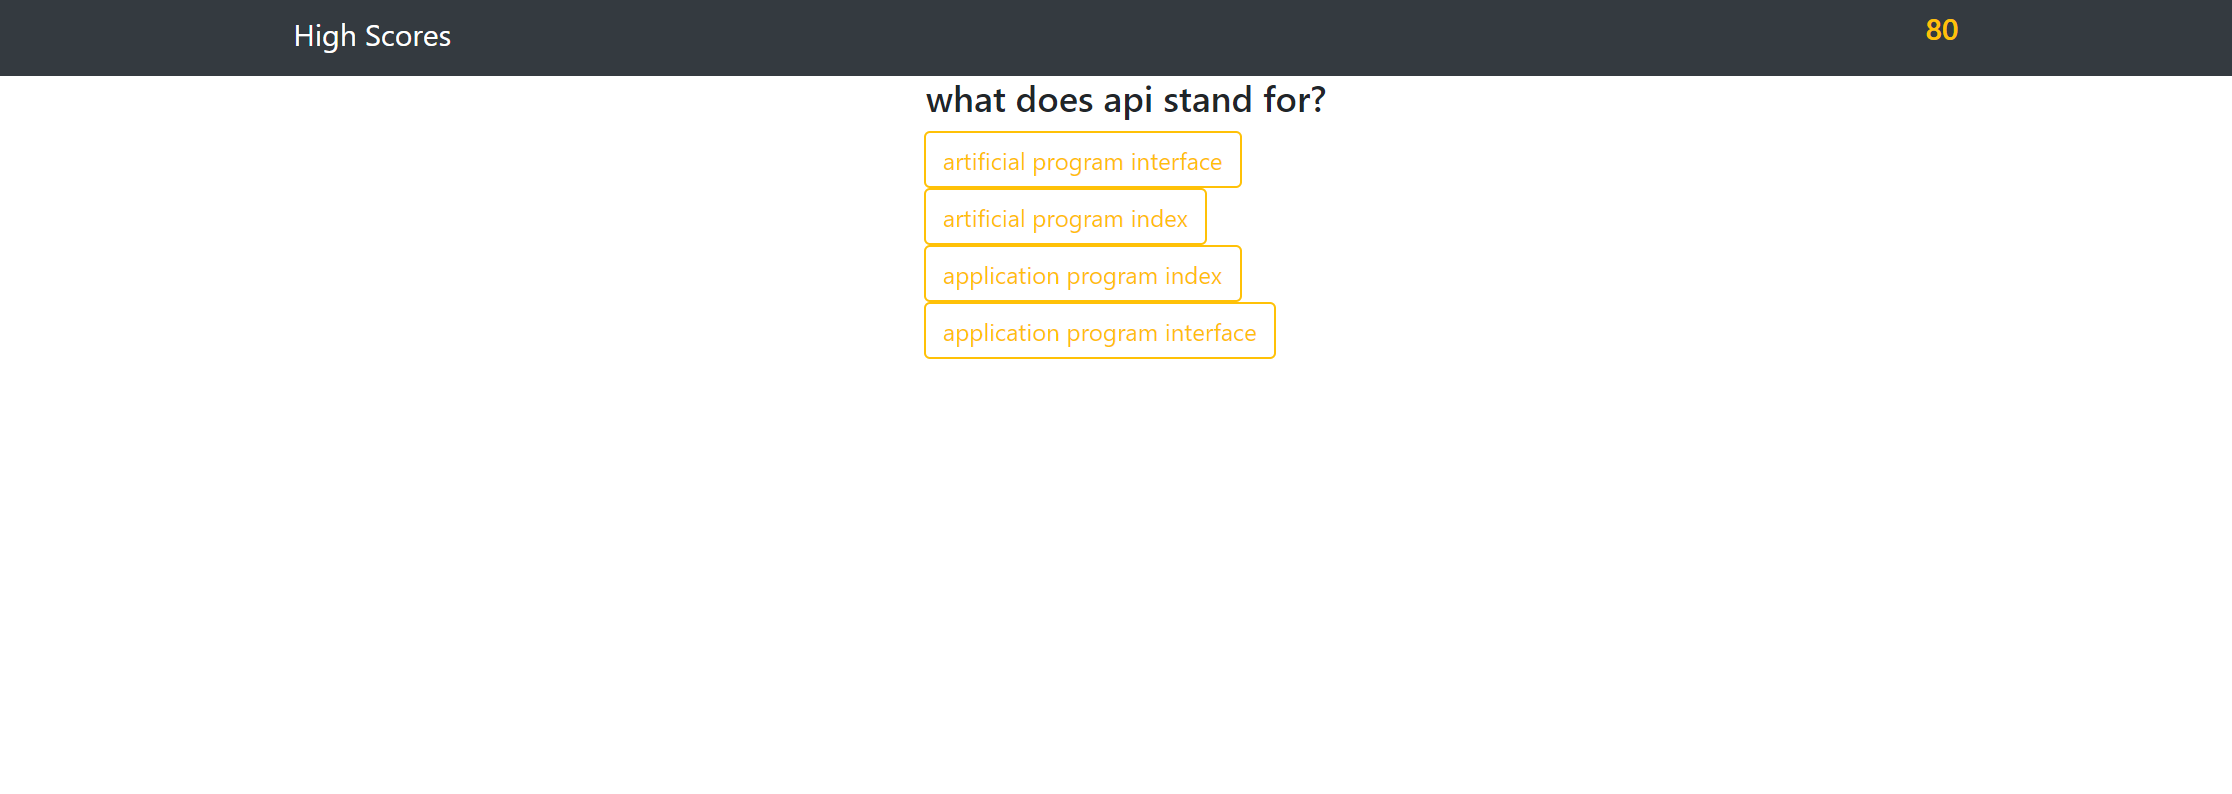 High Scores
80
what does api stand for?
artificial program interface
artificial program index
application program index
application program interface